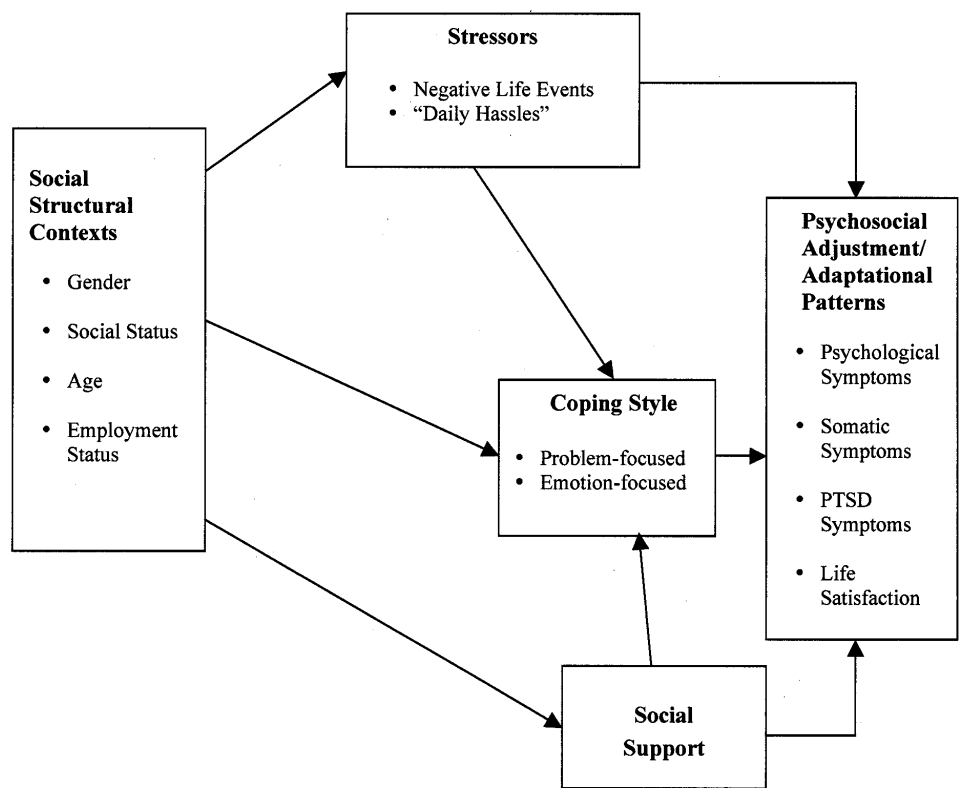 Stressors
• Negative Life Events
• “Daily Hassles”
Social
Structural
Contexts
• Gender
• Social Status
• Age
• Employment
Status
Psychosocial
Adjustment/
Adaptational
Patterns
• Psychological
Symptoms
• Somatic
Symptoms
• PTSD
Symptoms
• Life
Satisfaction
Coping Style
• Problem-focused
• Emotion-focused
Social
Support